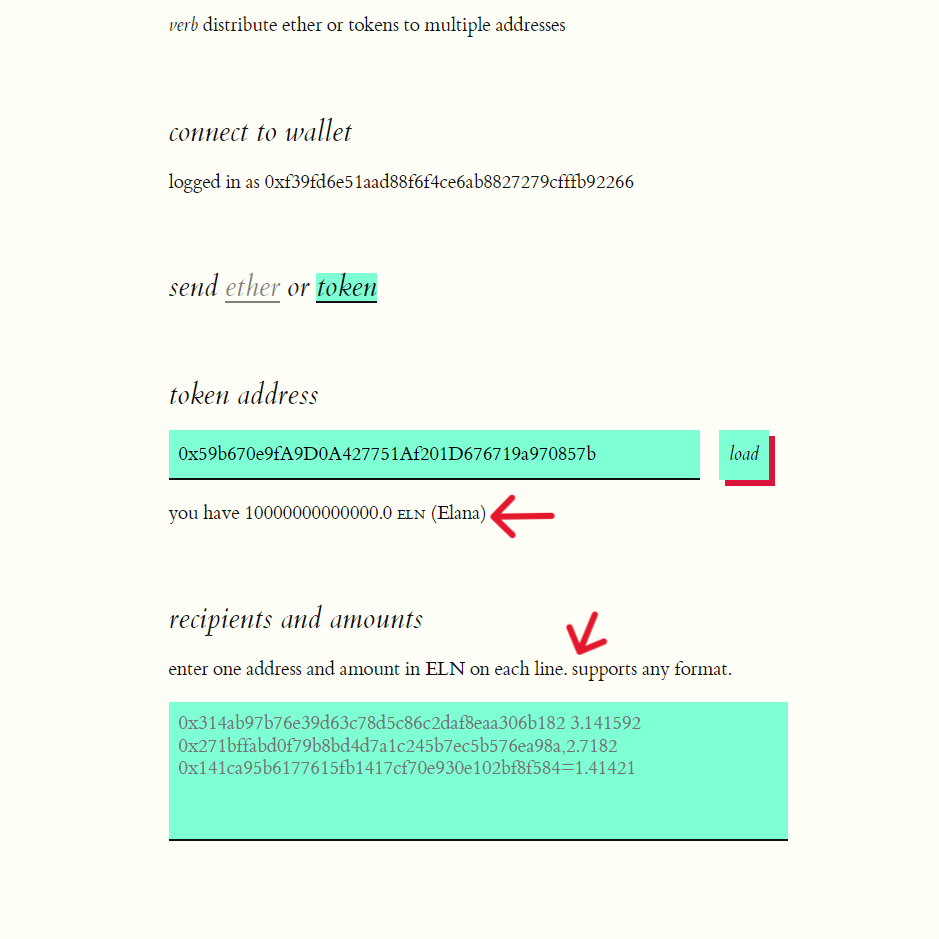 verb distribute ether or tokens to multiple addresses
connect to wallet
logged in as 0xf39fd6e51aad88f6f4ce6ab8827279cfffb92266
send ether or token
token address
0x59b670e9fA9D0A427751Af201D676719a970857b
load
you have 10000000000000.0 ELN (Elana)
recipients and amounts
enter one address and amount in ELN on each line. supports any format.
0x314ab97b76e39d63c78d5c86c2daf8eaa306b182 3.141592
0x271bffabd0f79b8bd4d7a1c245b7ec5b576ea98a,2.7182
0x141ca95b6177615fb1417cf70e930e102bf8f584=1.41421